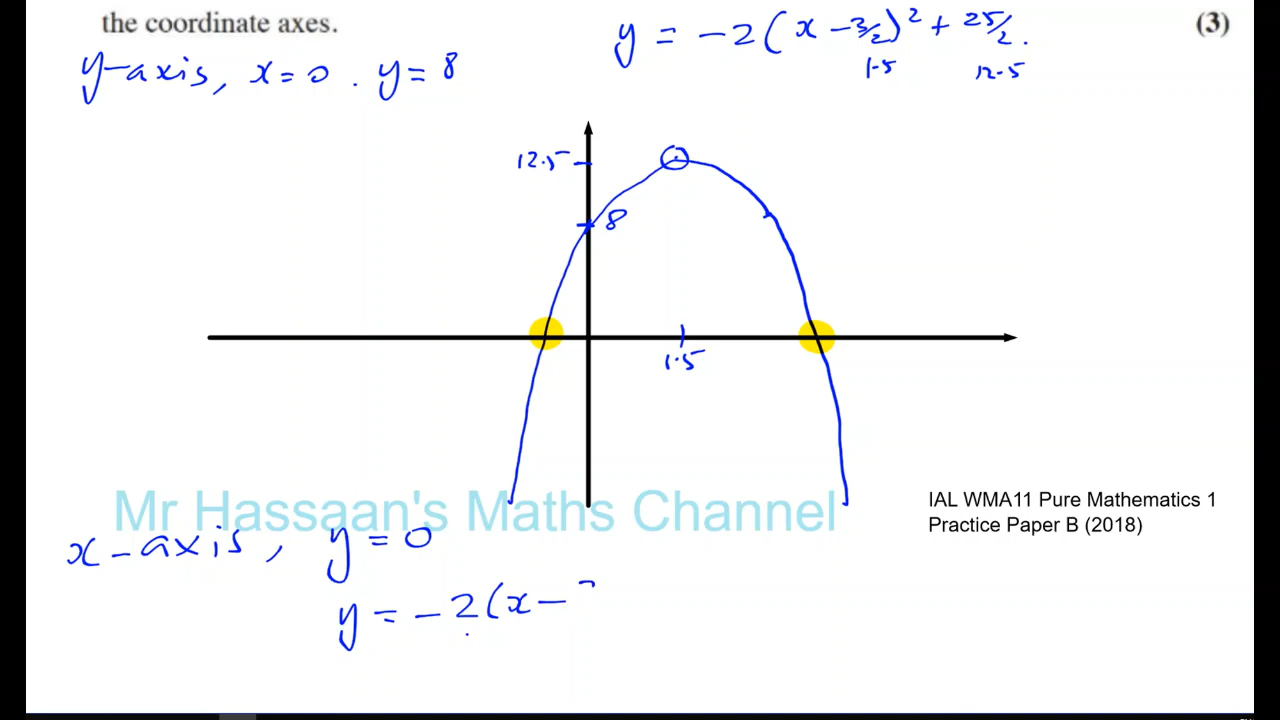 the coordinate axes.
(3)
y = -2(x - 3/2)² + 25/2.
1.5
12.5
y-axis, x=0. y=8
12.5
8
1.5
Mr Hassaan's Maths Channel
IAL WMA11 Pure Mathematics 1
Practice Paper B (2018)
x-axis, y=0
y = -2(x -